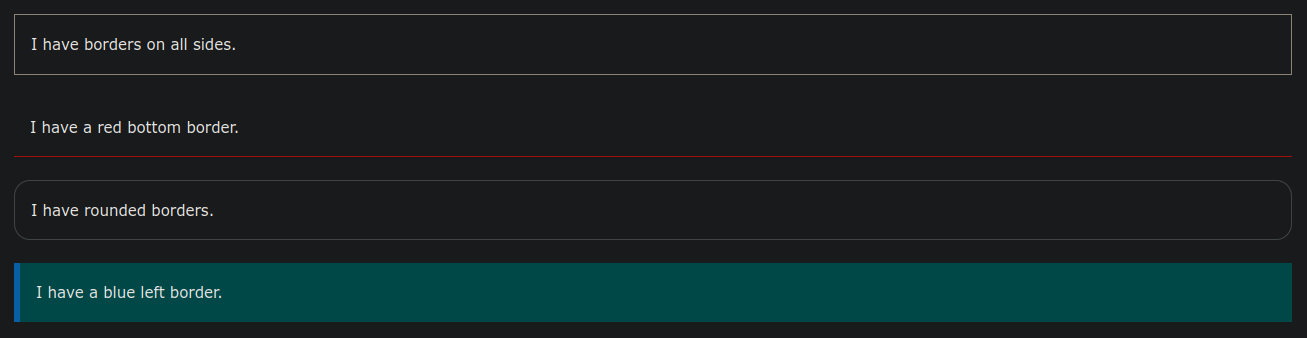 I have borders on all sides.
I have a red bottom border.
I have rounded borders.
I have a blue left border.